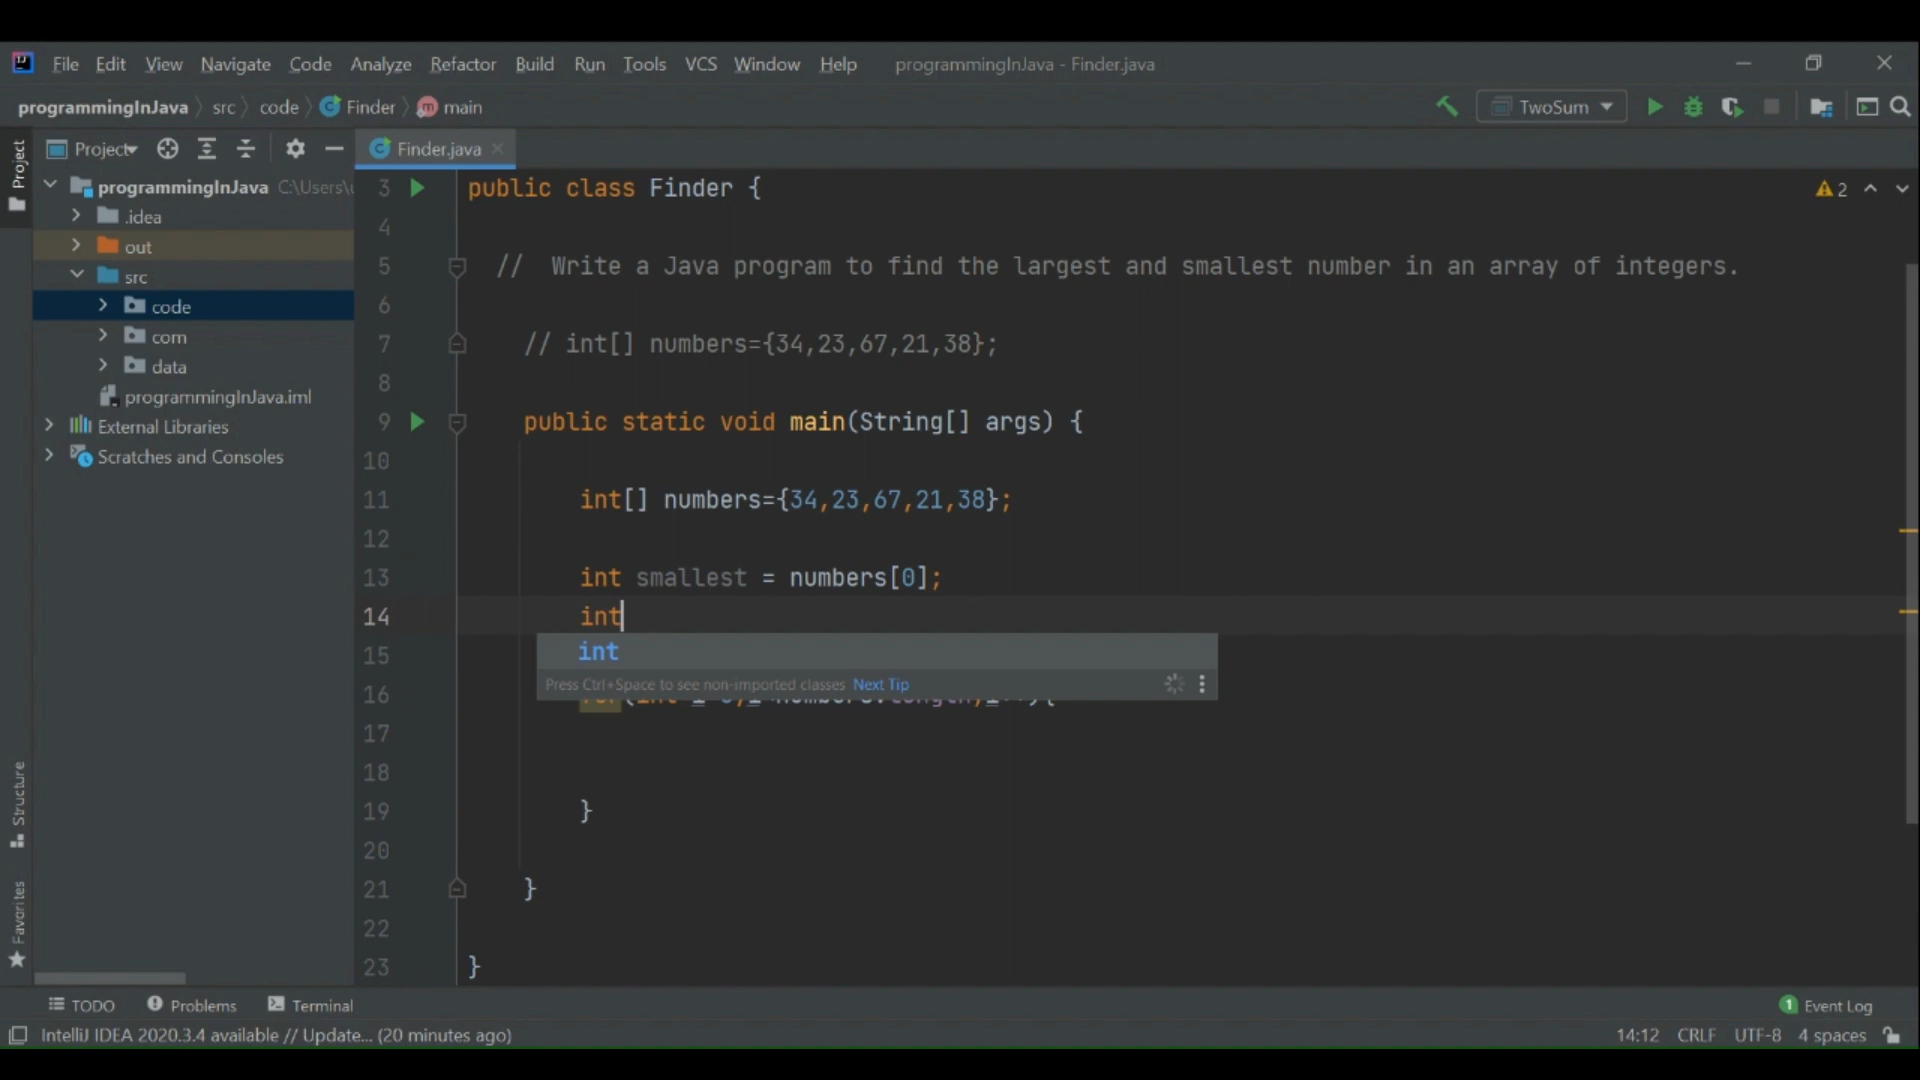 File Edit View Navigate Code Analyze Refactor Build Run Tools VCS Window Help programmingInJava - Finder.java
programmingInJava src code Finder main TwoSum
Project
Project
Finder.java
programmingInJava C:\Users\
.idea
out
src
code
com
data
programmingInJava.iml
External Libraries
Scratches and Consoles
Structure
Favorites
2
3 public class Finder {
4
5 // Write a Java program to find the largest and smallest number in an array of integers.
6
7 // int[] numbers={34,23,67,21,38};
8
9 public static void main(String[] args) {
10
11 int[] numbers={34,23,67,21,38};
12
13 int smallest = numbers[0];
14 int
15 int
Press Ctrl+Space to see non-imported classes Next Tip
16
17
18
19 }
20
21 }
22
23 }
TODO Problems Terminal 1 Event Log
IntelliJ IDEA 2020.3.4 available // Update... (20 minutes ago) 14:12 CRLF UTF-8 4 spaces